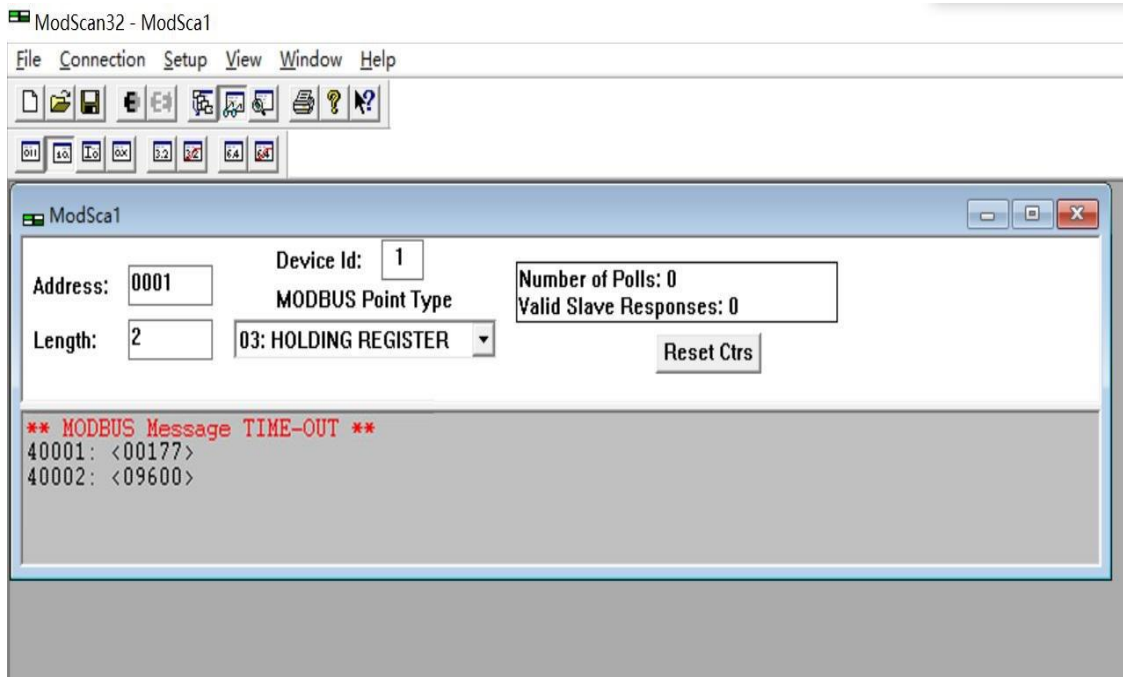 ModScan32 - ModSca1
File Connection Setup View Window Help
ModSca1
Device Id: 1
Address: 0001
MODBUS Point Type
Number of Polls: 0
Valid Slave Responses: 0
Length: 2
03: HOLDING REGISTER
Reset Ctrs
** MODBUS Message TIME-OUT **
40001: <00177>
40002: <09600>